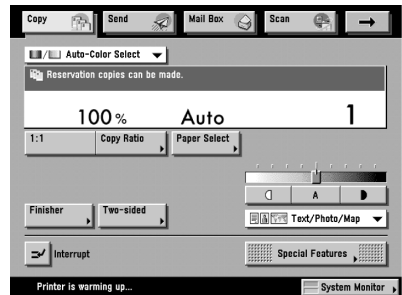 Copy Send Mail Box Scan
Auto-Color Select
Reservation copies can be made.
100% Auto 1
1:1 Copy Ratio Paper Select
A
Finisher Two-sided Text/Photo/Map
Interrupt Special Features
Printer is warming up... System Monitor